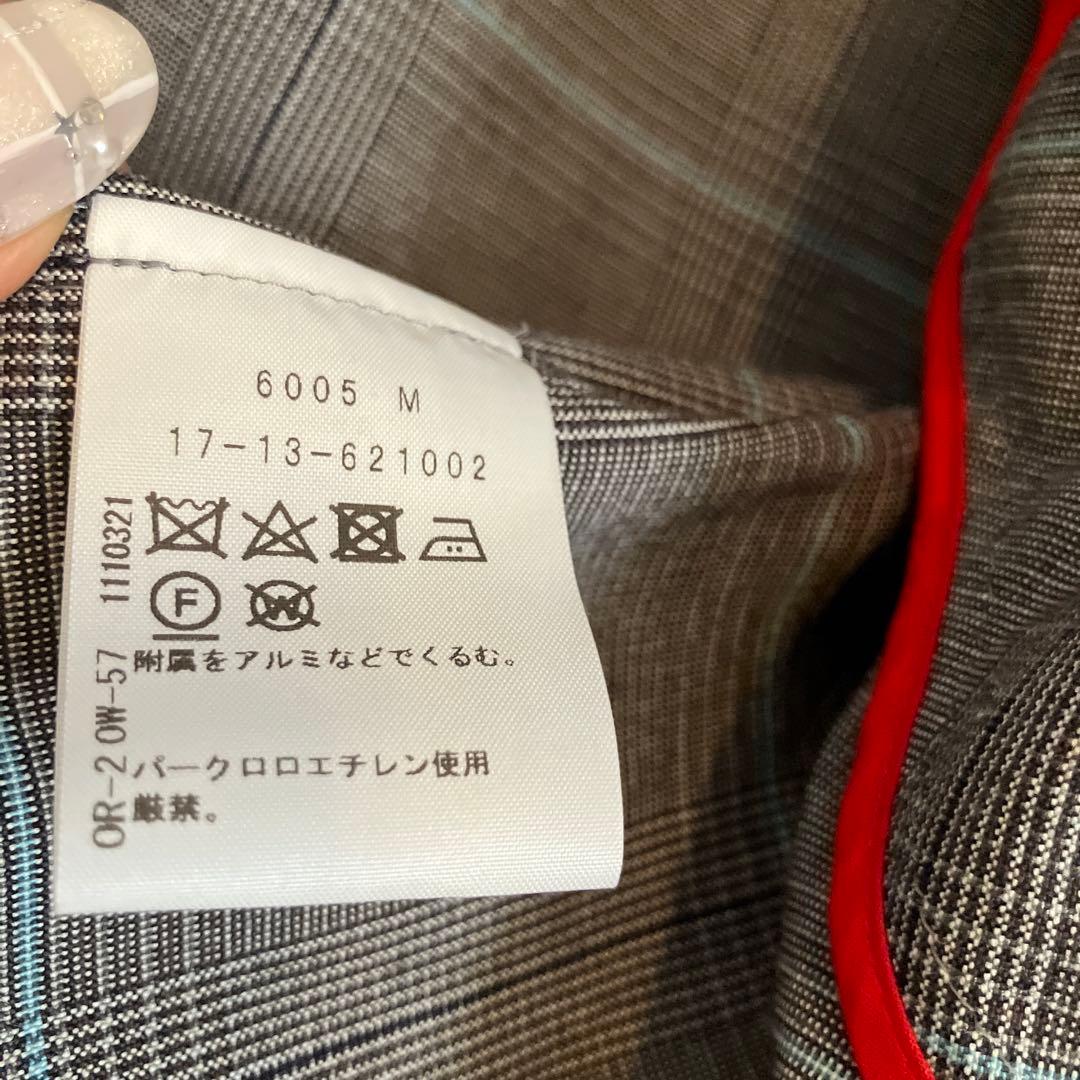 6005 M
17-13-621002
F
W
附属をアルミなどでくるむ。
パークロロエチレン使用
厳禁。
OR-2 0W-57 1110321